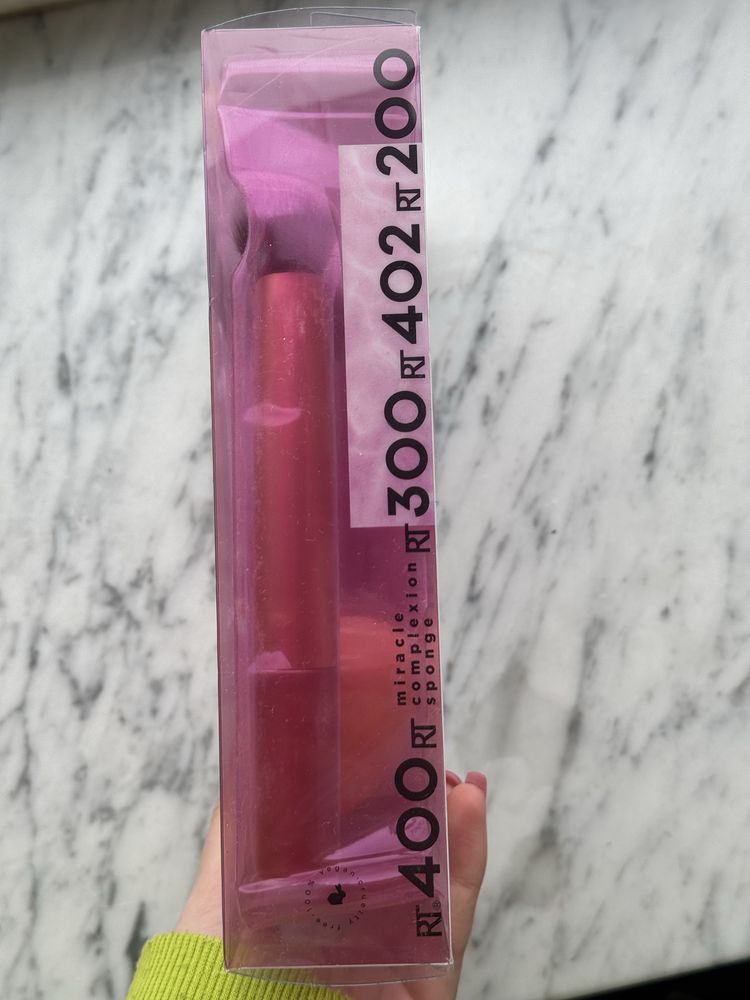 RT® 400 RT miracle
complexion
sponge
RT 300 RT 402 RT 200
cruelty free · 100% vegan ·